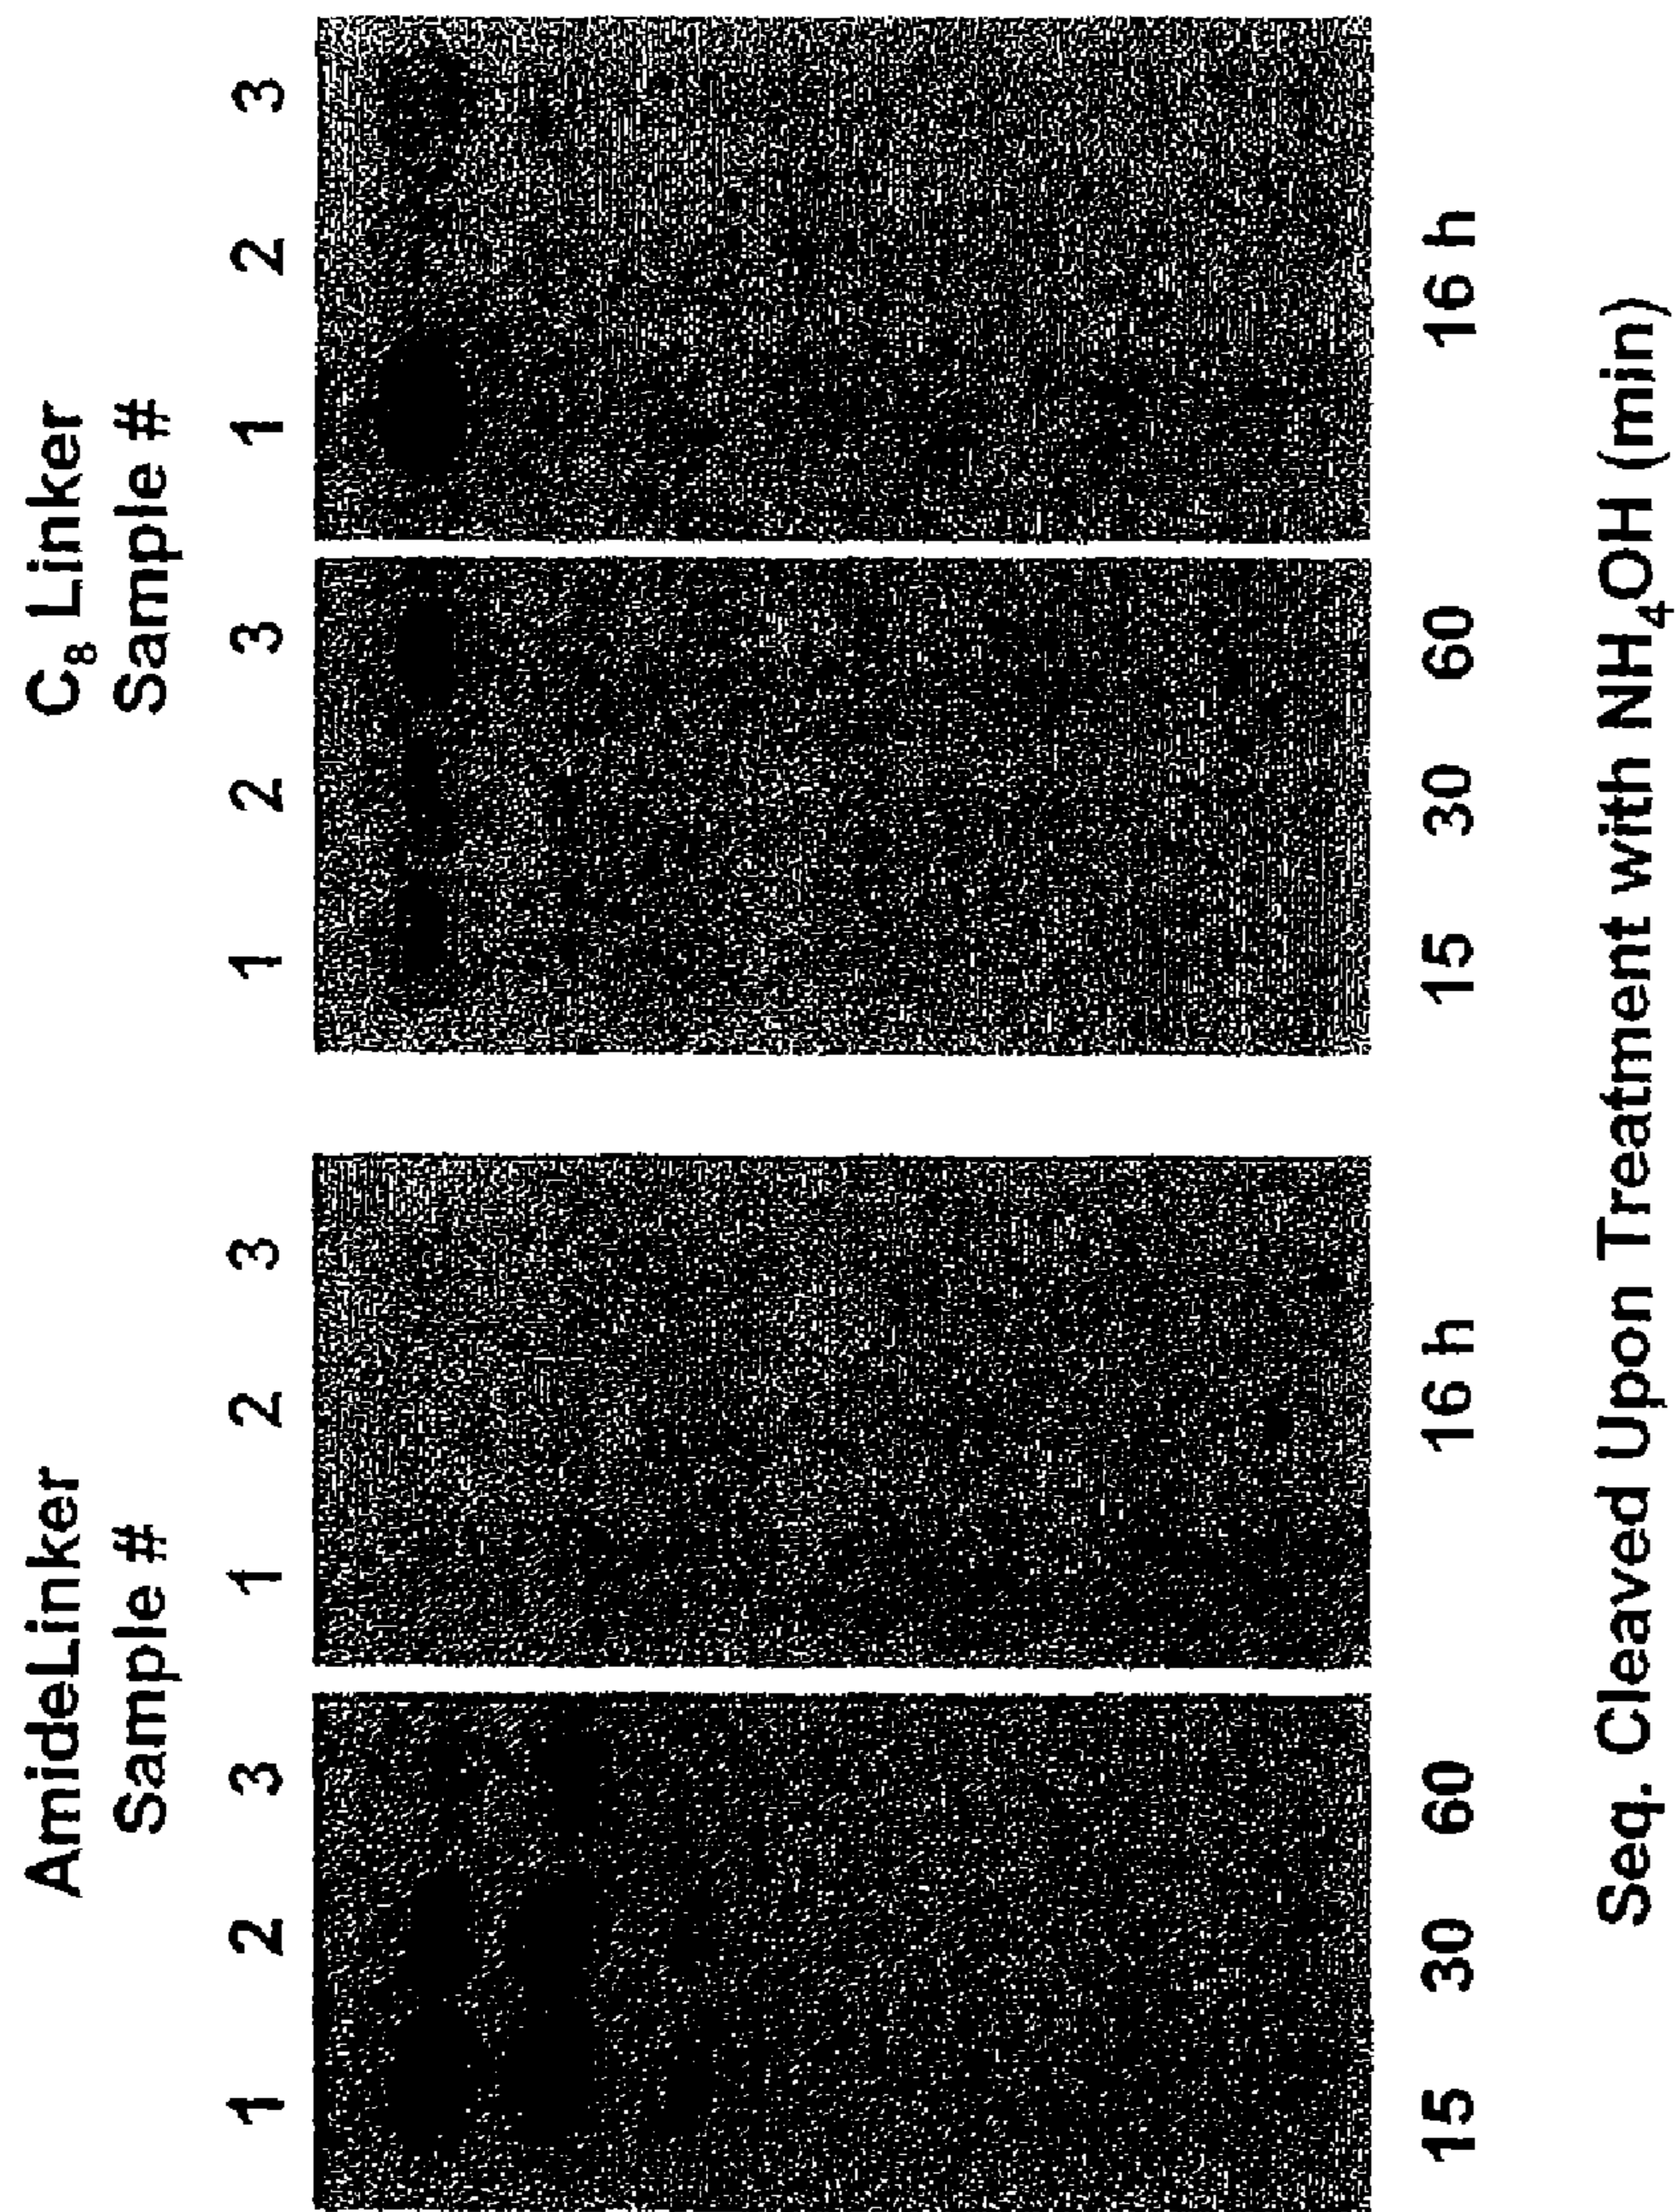 AmideLinker
Sample #
C₈ Linker
Sample #
1 2 3 1 2 3 1 2 3 1 2 3
15 30 60 16 h 15 30 60 16 h
Seq. Cleaved Upon Treatment with NH₄OH (min)